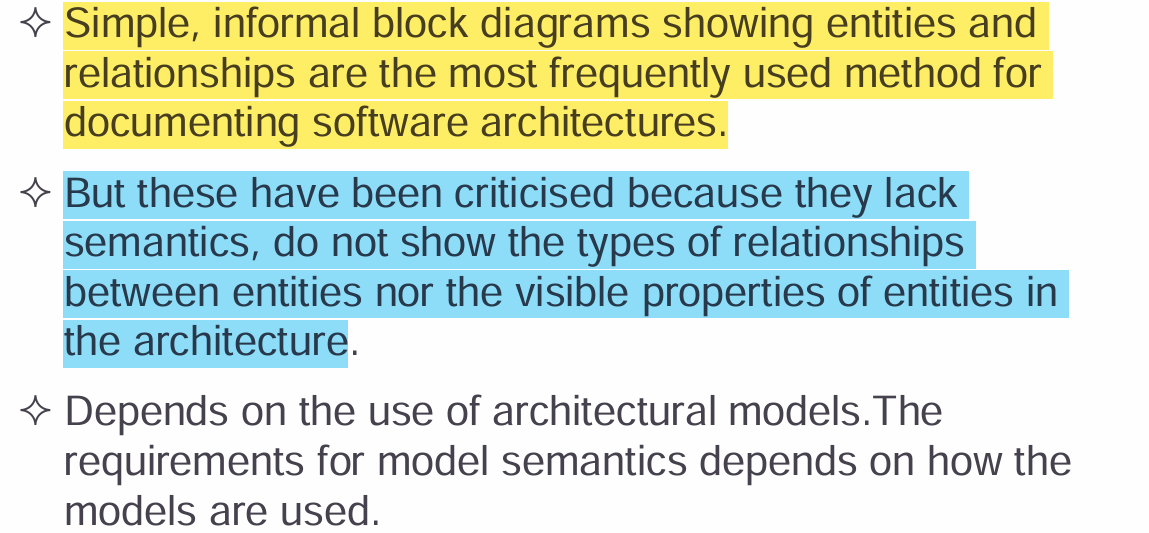 ✧ Simple, informal block diagrams showing entities and
relationships are the most frequently used method for
documenting software architectures.
✧ But these have been criticised because they lack
semantics, do not show the types of relationships
between entities nor the visible properties of entities in
the architecture.
✧ Depends on the use of architectural models.The
requirements for model semantics depends on how the
models are used.